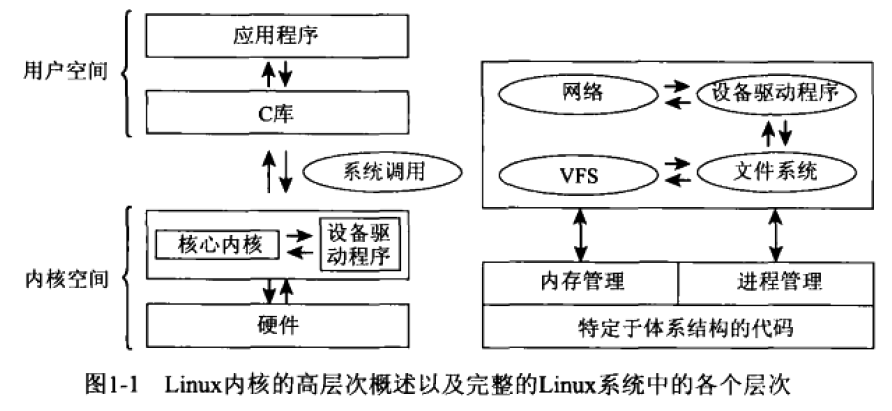 用户空间
应用程序
C库
系统调用
内核空间
核心内核
设备驱
动程序
硬件
网络
设备驱动程序
VFS
文件系统
内存管理
进程管理
特定于体系结构的代码
图1-1 Linux内核的高层次概述以及完整的Linux系统中的各个层次